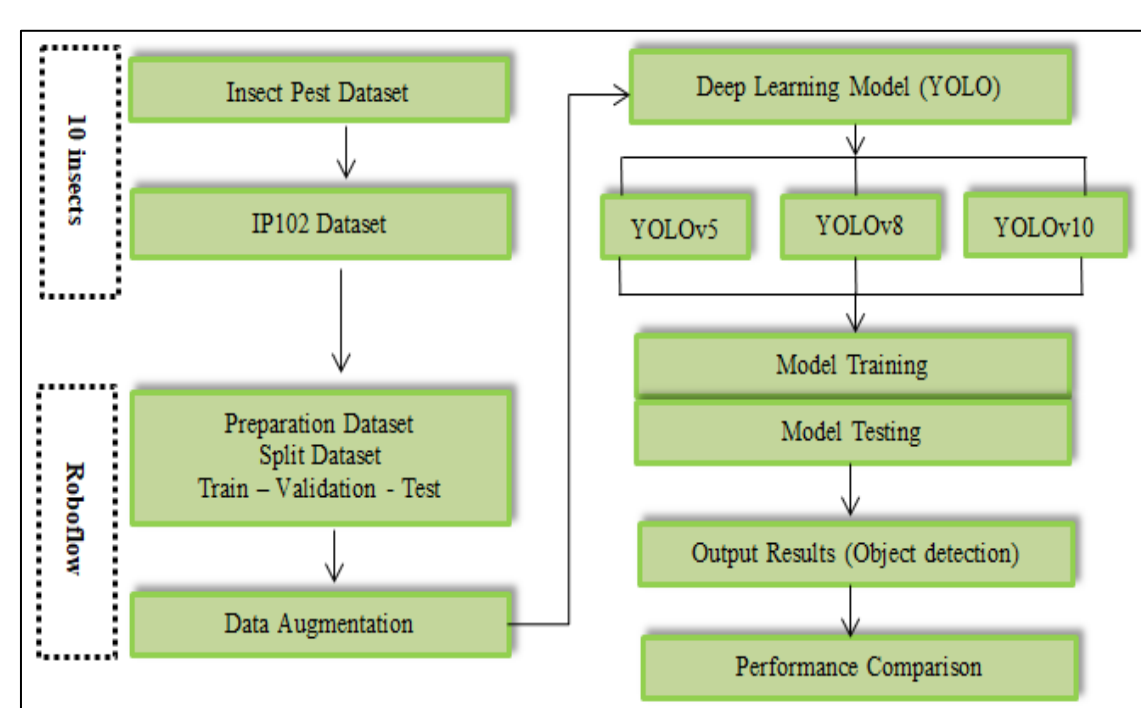 10 insects
Insect Pest Dataset
IP102 Dataset
Roboflow
Preparation Dataset
Split Dataset
Train – Validation - Test
Data Augmentation
Deep Learning Model (YOLO)
YOLOv5
YOLOv8
YOLOv10
Model Training
Model Testing
Output Results (Object detection)
Performance Comparison